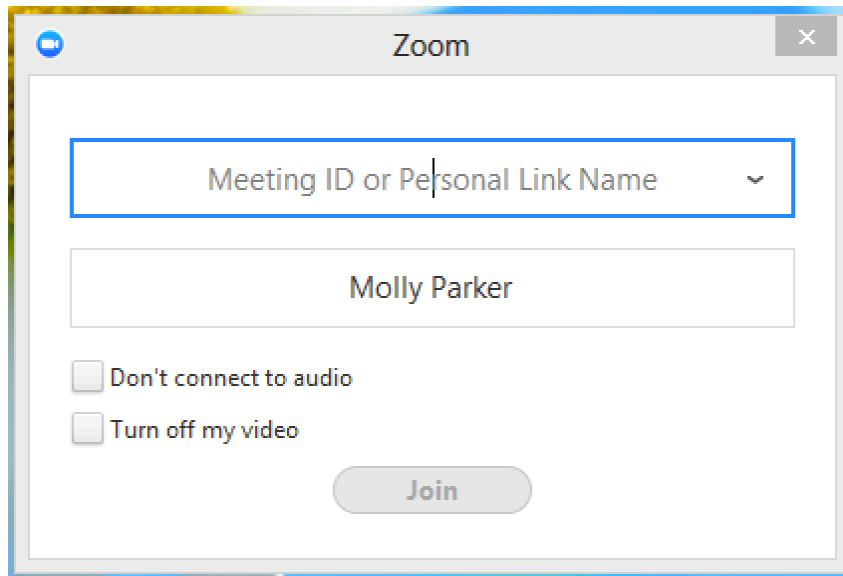 Zoom
Meeting ID or Personal Link Name
Molly Parker
Don't connect to audio
Turn off my video
Join